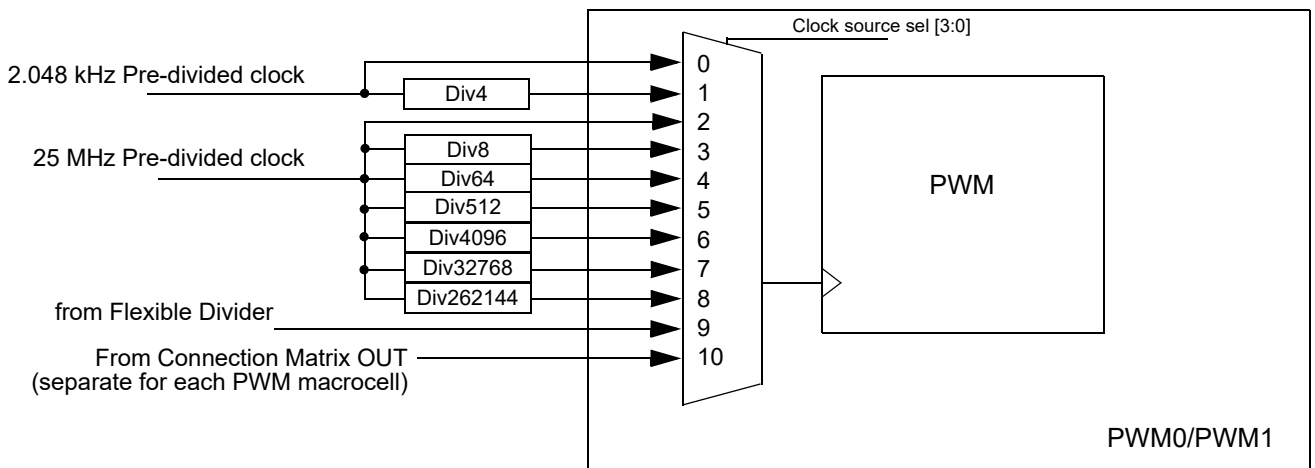 Clock source sel [3:0]
2.048 kHz Pre-divided clock
Div4
25 MHz Pre-divided clock
Div8
Div64
Div512
Div4096
Div32768
Div262144
from Flexible Divider
From Connection Matrix OUT
(separate for each PWM macrocell)
0
1
2
3
4
5
6
7
8
9
10
PWM
PWM0/PWM1